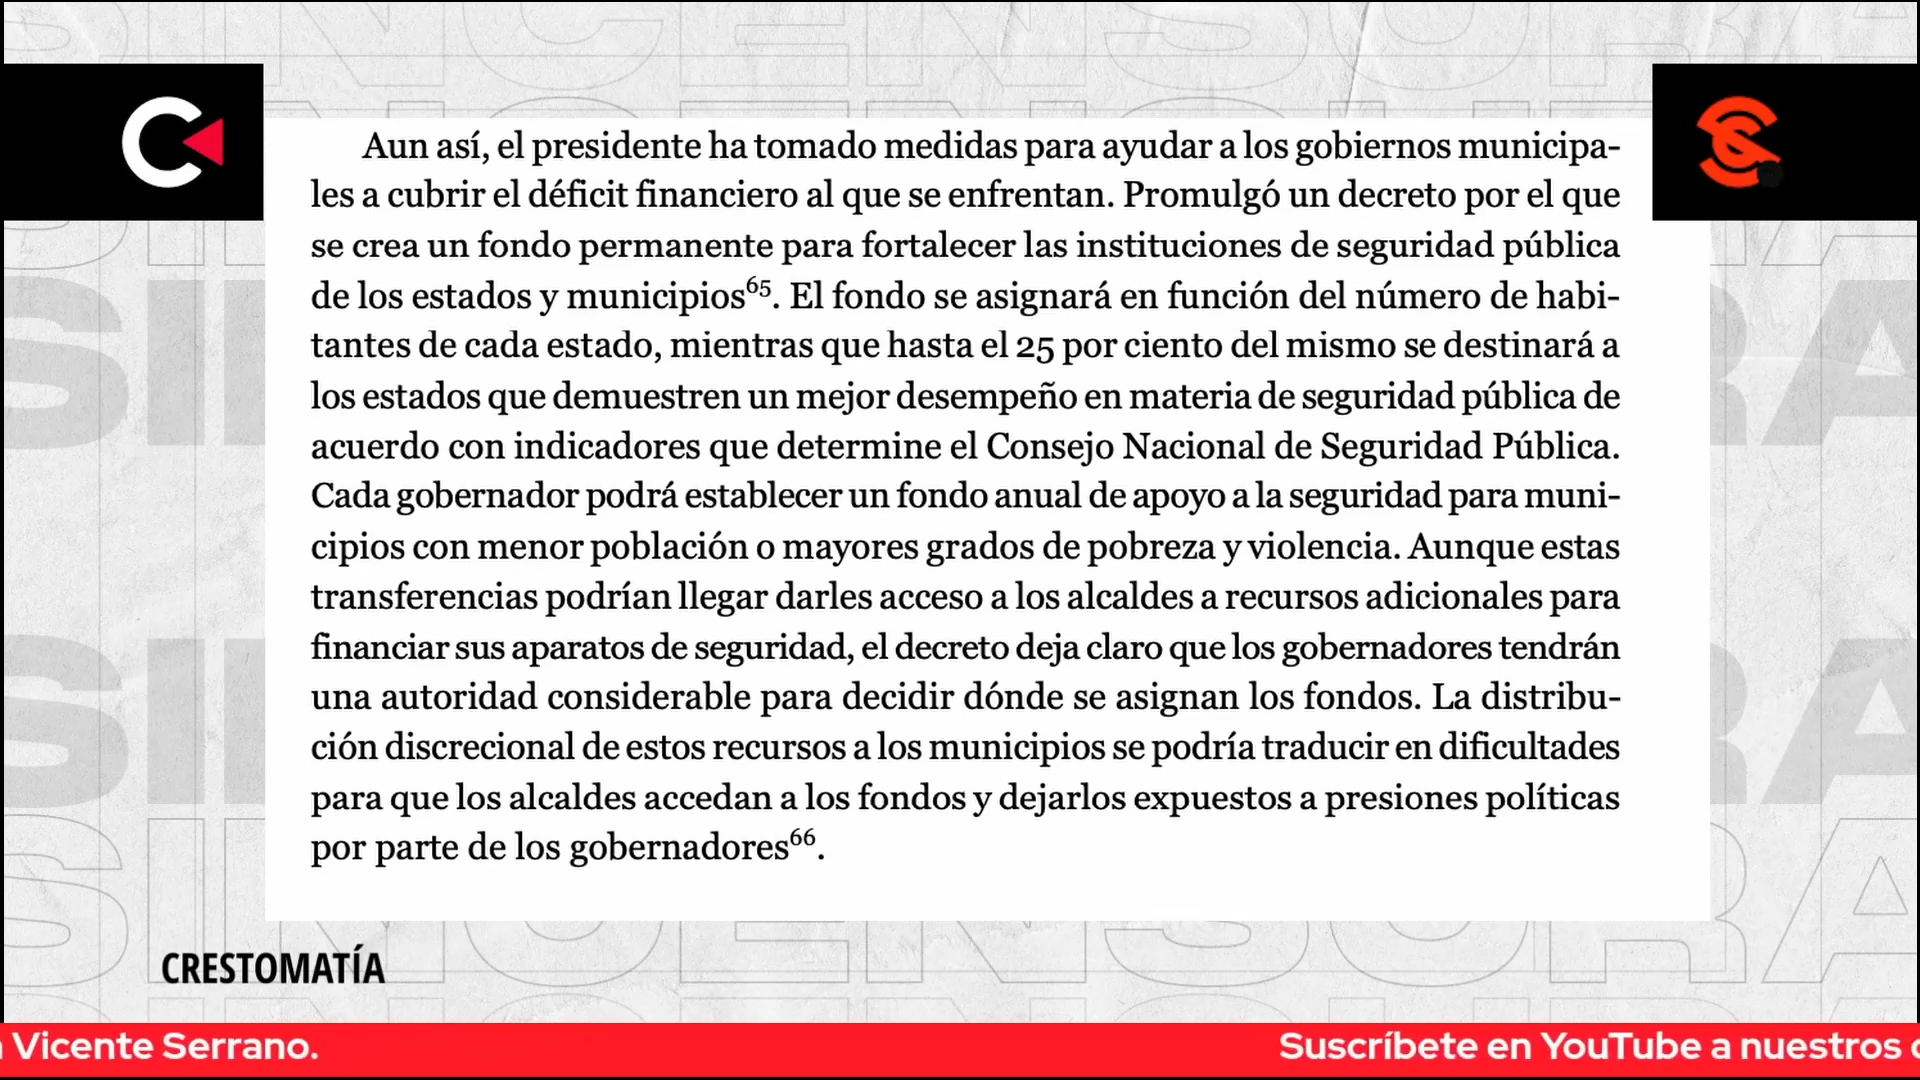 Aun así, el presidente ha tomado medidas para ayudar a los gobiernos municipa-
les a cubrir el déficit financiero al que se enfrentan. Promulgó un decreto por el que
se crea un fondo permanente para fortalecer las instituciones de seguridad pública
de los estados y municipios⁶⁵. El fondo se asignará en función del número de habi-
tantes de cada estado, mientras que hasta el 25 por ciento del mismo se destinará a
los estados que demuestren un mejor desempeño en materia de seguridad pública de
acuerdo con indicadores que determine el Consejo Nacional de Seguridad Pública.
Cada gobernador podrá establecer un fondo anual de apoyo a la seguridad para muni-
cipios con menor población o mayores grados de pobreza y violencia. Aunque estas
transferencias podrían llegar darles acceso a los alcaldes a recursos adicionales para
financiar sus aparatos de seguridad, el decreto deja claro que los gobernadores tendrán
una autoridad considerable para decidir dónde se asignan los fondos. La distribu-
ción discrecional de estos recursos a los municipios se podría traducir en dificultades
para que los alcaldes accedan a los fondos y dejarlos expuestos a presiones políticas
por parte de los gobernadores⁶⁶.
CRESTOMATÍA
Vicente Serrano. Suscríbete en YouTube a nuestros